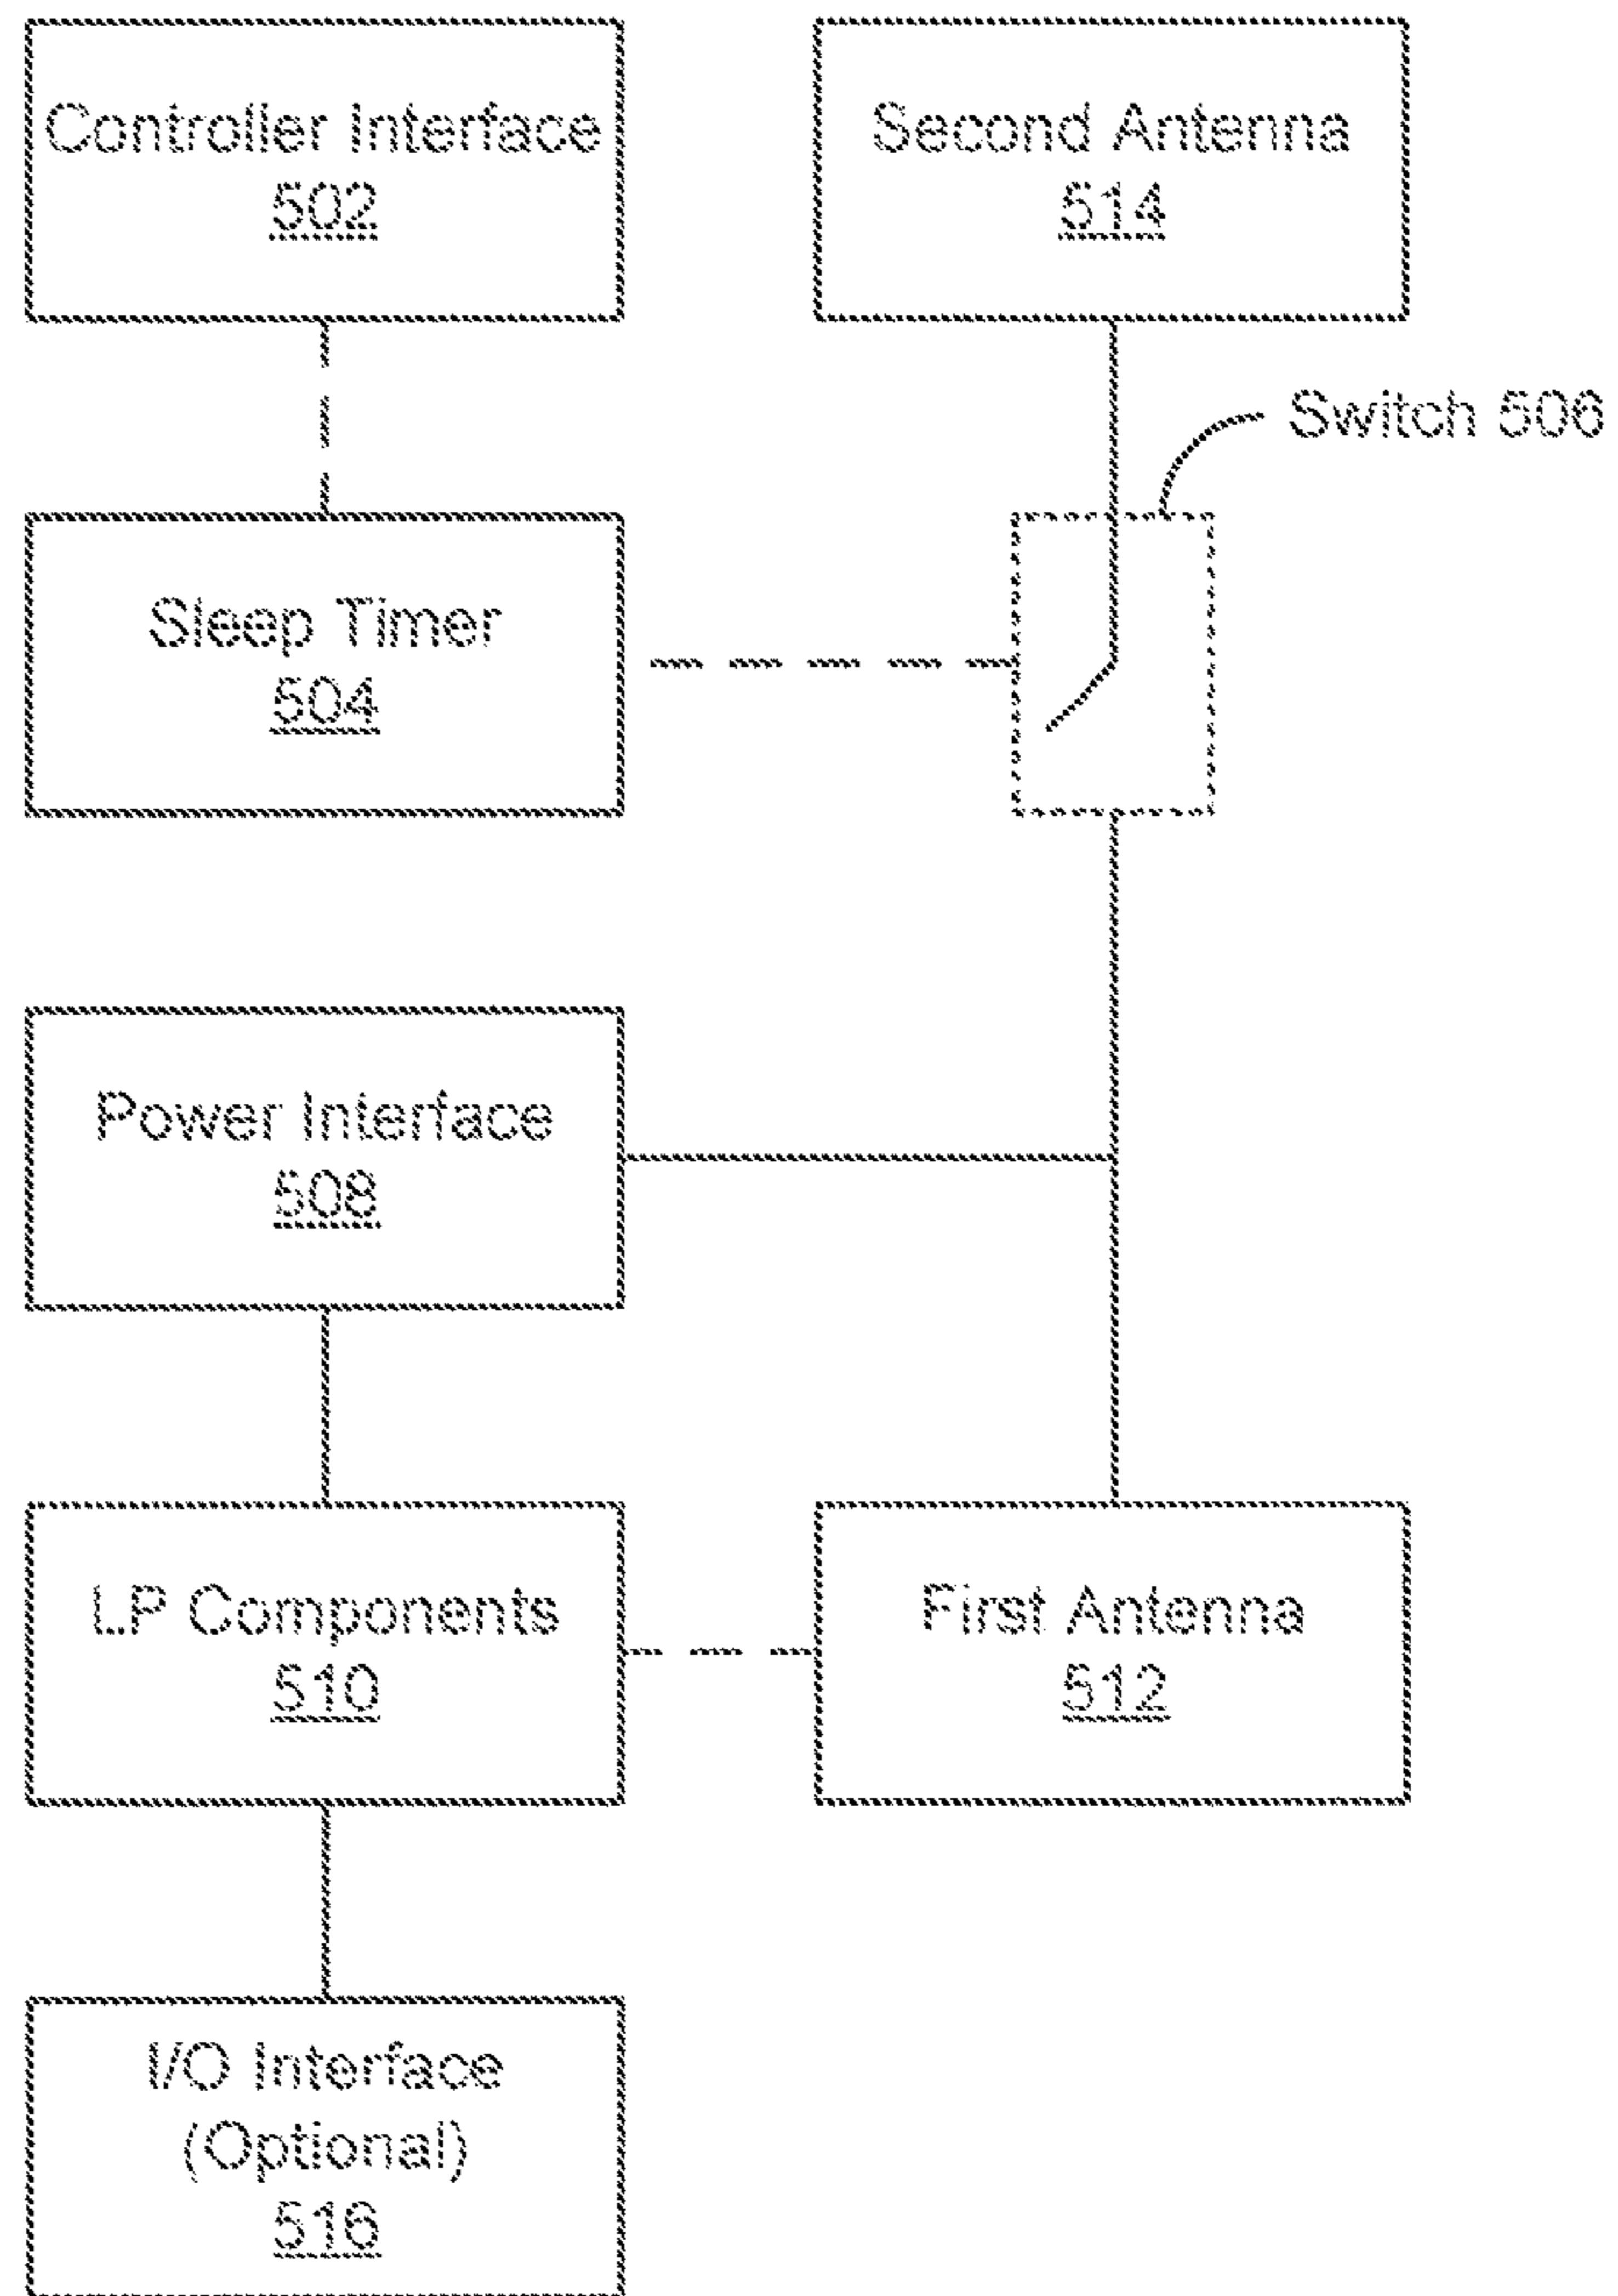 Controller Interface
502
Second Antenna
514
Switch 506
Sleep Timer
504
Power Interface
508
LP Components
510
First Antenna
512
I/O Interface
(Optional)
516